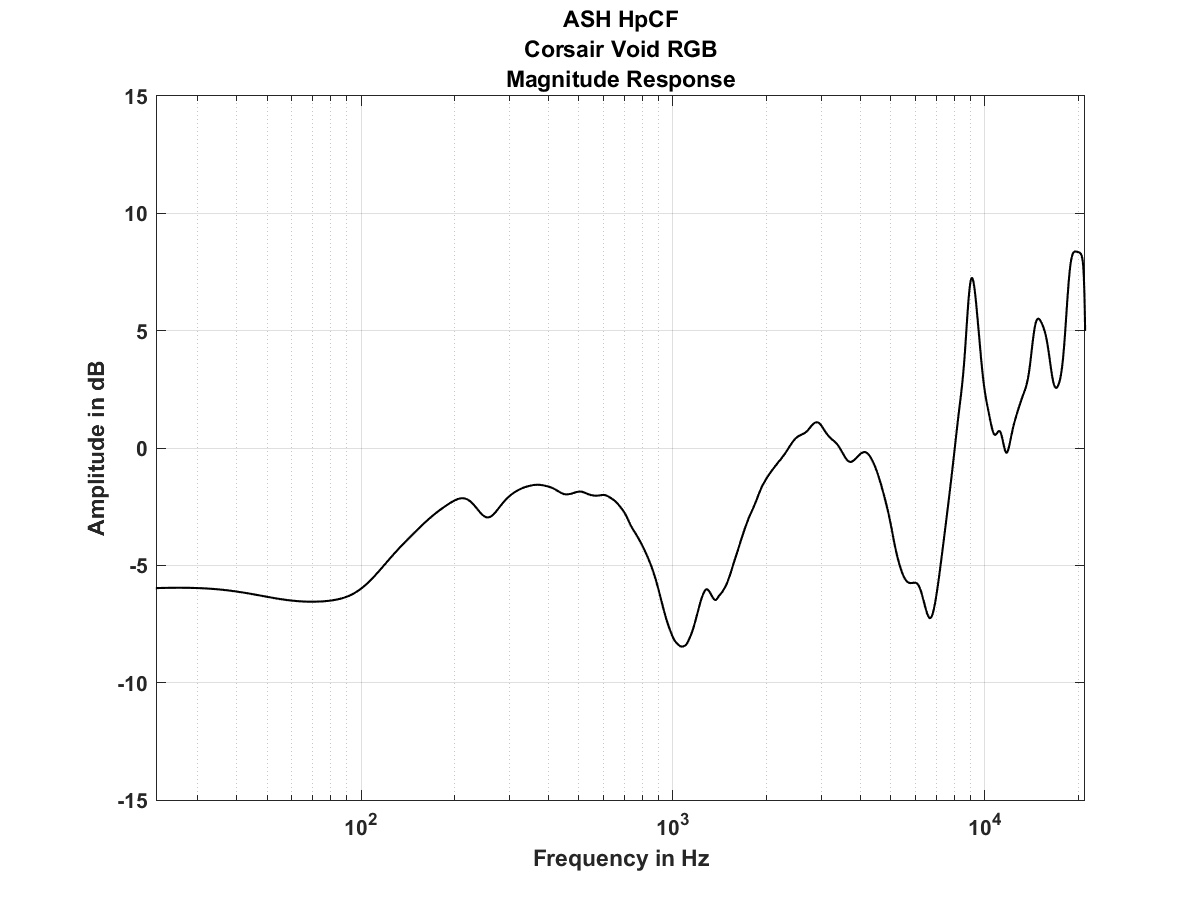 ASH HpCF
Corsair Void RGB
Magnitude Response
15
10
5
0
-5
-10
-15
Amplitude in dB
10²
10³
10⁴
Frequency in Hz